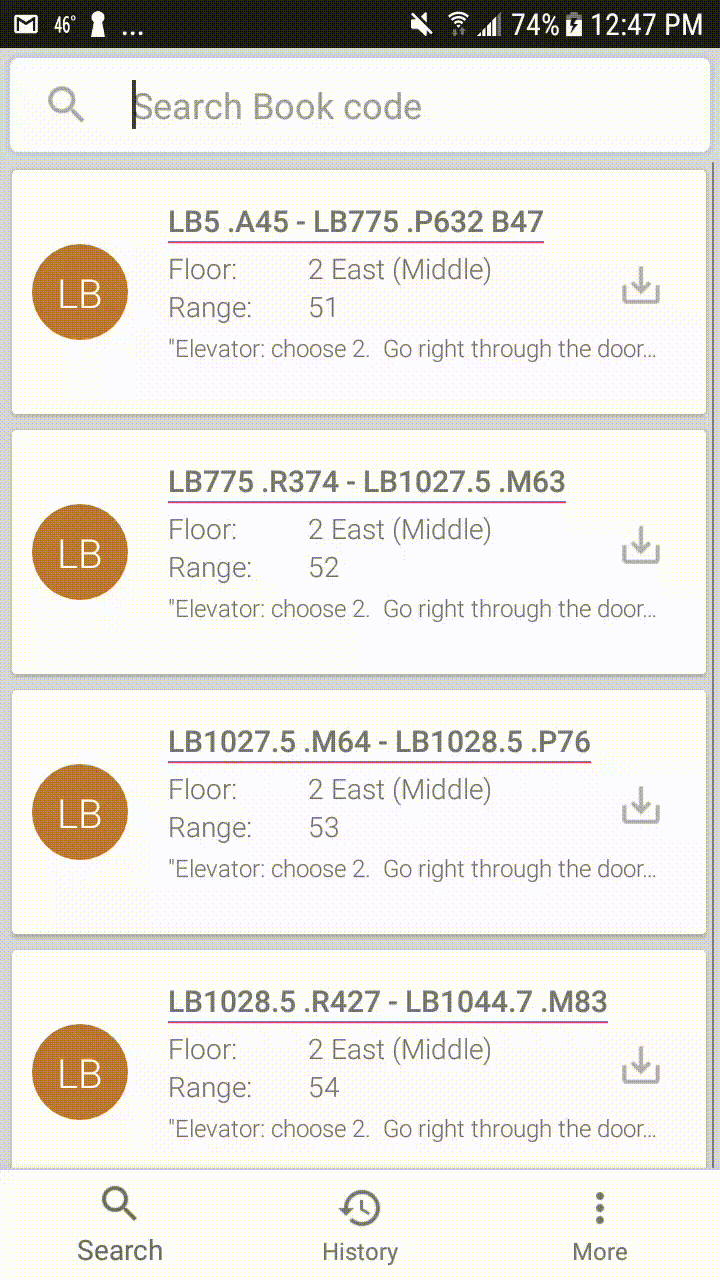 46° ... 74% 12:47 PM
Search Book code
LB5 .A45 - LB775 .P632 B47
LB
Floor: 2 East (Middle)
Range: 51
"Elevator: choose 2.  Go right through the door...
LB775 .R374 - LB1027.5 .M63
LB
Floor: 2 East (Middle)
Range: 52
"Elevator: choose 2.  Go right through the door...
LB1027.5 .M64 - LB1028.5 .P76
LB
Floor: 2 East (Middle)
Range: 53
"Elevator: choose 2.  Go right through the door...
LB1028.5 .R427 - LB1044.7 .M83
LB
Floor: 2 East (Middle)
Range: 54
"Elevator: choose 2.  Go right through the door...
Search History More